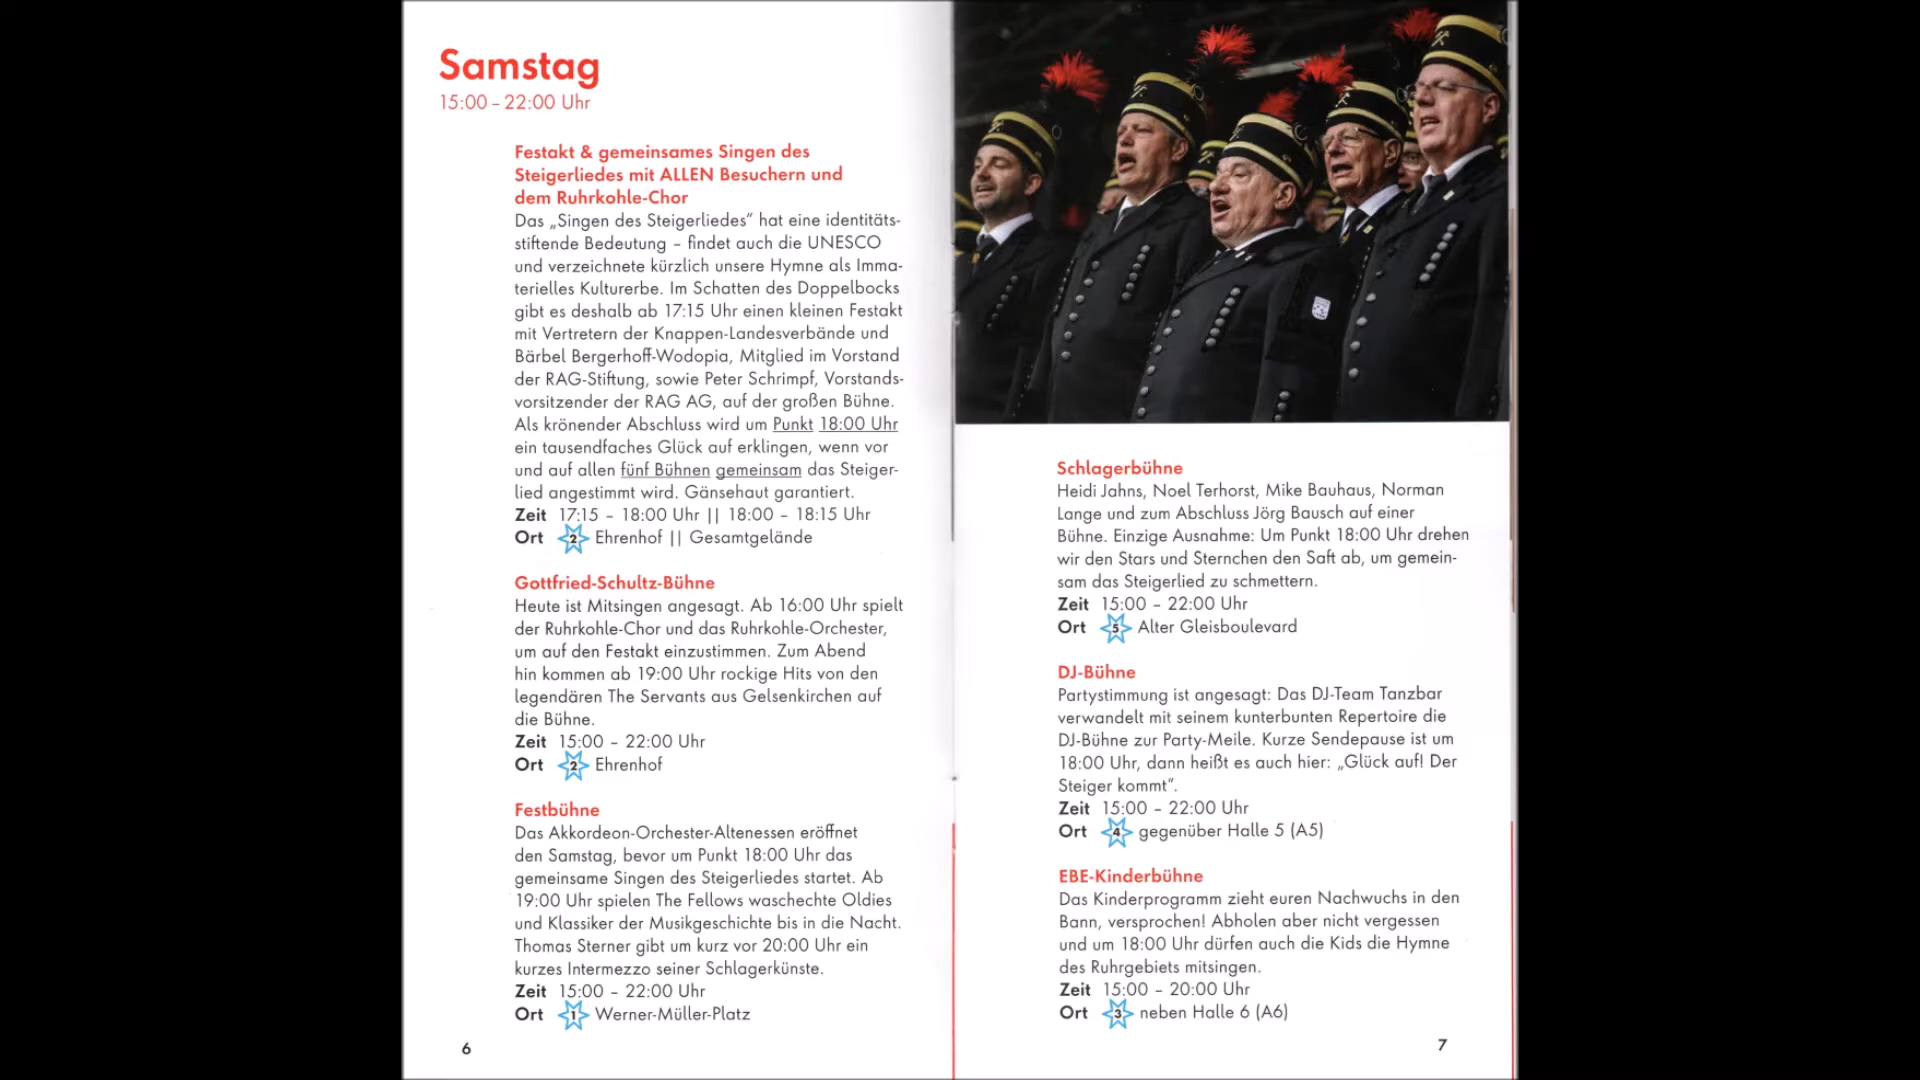 Samstag
15:00 – 22:00 Uhr
Festakt & gemeinsames Singen des
Steigerliedes mit ALLEN Besuchern und
dem Ruhrkohle-Chor
Das „Singen des Steigerliedes“ hat eine identitäts-
stiftende Bedeutung – findet auch die UNESCO
und verzeichnete kürzlich unsere Hymne als Imma-
terielles Kulturerbe. Im Schatten des Doppelbocks
gibt es deshalb ab 17:15 Uhr einen kleinen Festakt
mit Vertretern der Knappen-Landesverbände und
Bärbel Bergerhoff-Wodopia, Mitglied im Vorstand
der RAG-Stiftung, sowie Peter Schrimpf, Vorstands-
vorsitzender der RAG AG, auf der großen Bühne.
Als krönender Abschluss wird um Punkt 18:00 Uhr
ein tausendfaches Glück auf erklingen, wenn vor
und auf allen fünf Bühnen gemeinsam das Steiger-
lied angestimmt wird. Gänsehaut garantiert.
Zeit 17:15 – 18:00 Uhr || 18:00 – 18:15 Uhr
Ort 2 Ehrenhof || Gesamtgelände
Gottfried-Schultz-Bühne
Heute ist Mitsingen angesagt. Ab 16:00 Uhr spielt
der Ruhrkohle-Chor und das Ruhrkohle-Orchester,
um auf den Festakt einzustimmen. Zum Abend
hin kommen ab 19:00 Uhr rockige Hits von den
legendären The Servants aus Gelsenkirchen auf
die Bühne.
Zeit 15:00 – 22:00 Uhr
Ort 2 Ehrenhof
Festbühne
Das Akkordeon-Orchester-Altenessen eröffnet
den Samstag, bevor um Punkt 18:00 Uhr das
gemeinsame Singen des Steigerliedes startet. Ab
19:00 Uhr spielen The Fellows waschechte Oldies
und Klassiker der Musikgeschichte bis in die Nacht.
Thomas Sterner gibt um kurz vor 20:00 Uhr ein
kurzes Intermezzo seiner Schlagerkünste.
Zeit 15:00 – 22:00 Uhr
Ort 1 Werner-Müller-Platz
6
Schlagerbühne
Heidi Jahns, Noel Terhorst, Mike Bauhaus, Norman
Lange und zum Abschluss Jörg Bausch auf einer
Bühne. Einzige Ausnahme: Um Punkt 18:00 Uhr drehen
wir den Stars und Sternchen den Saft ab, um gemein-
sam das Steigerlied zu schmettern.
Zeit 15:00 – 22:00 Uhr
Ort 5 Alter Gleisboulevard
DJ-Bühne
Partystimmung ist angesagt: Das DJ-Team Tanzbar
verwandelt mit seinem kunterbunten Repertoire die
DJ-Bühne zur Party-Meile. Kurze Sendepause ist um
18:00 Uhr, dann heißt es auch hier: „Glück auf! Der
Steiger kommt“.
Zeit 15:00 – 22:00 Uhr
Ort 4 gegenüber Halle 5 (A5)
EBE-Kinderbühne
Das Kinderprogramm zieht euren Nachwuchs in den
Bann, versprochen! Abholen aber nicht vergessen
und um 18:00 Uhr dürfen auch die Kids die Hymne
des Ruhrgebiets mitsingen.
Zeit 15:00 – 20:00 Uhr
Ort 3 neben Halle 6 (A6)
7